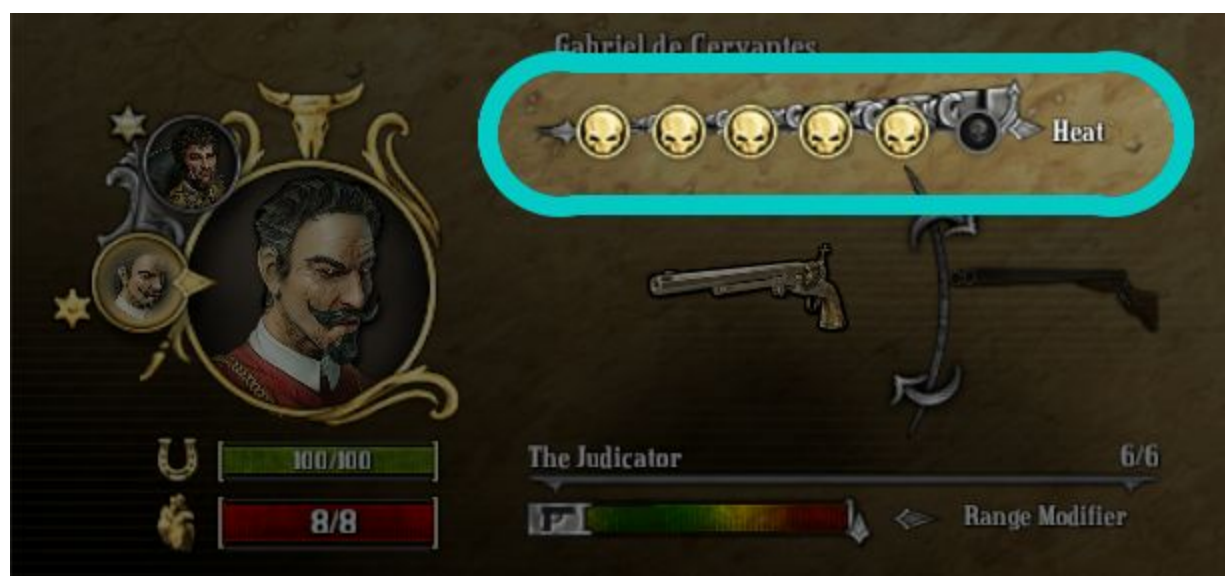 Gabriel de Cervantes
Heat
100/100
8/8
The Judicator 6/6
Range Modifier